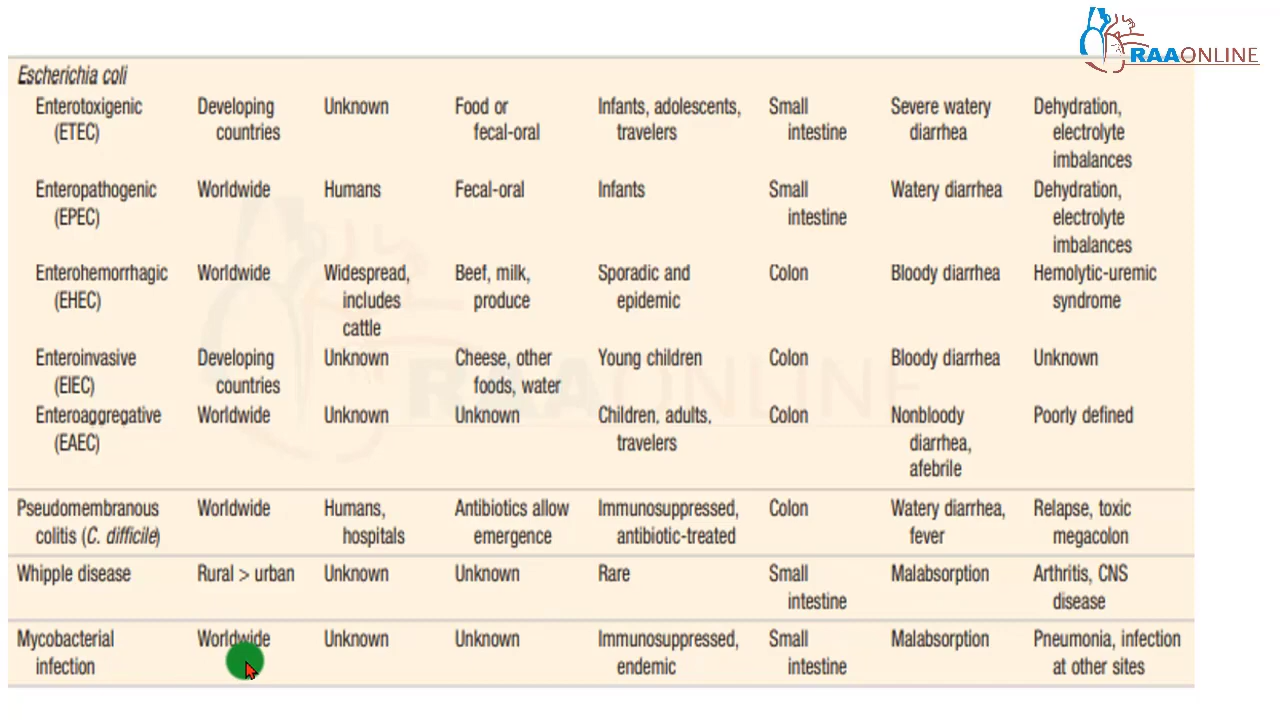 RAAONLINE
Escherichia coli
Enterotoxigenic Developing Unknown Food or Infants, adolescents, Small Severe watery Dehydration,
(ETEC) countries fecal-oral travelers intestine diarrhea electrolyte
imbalances
Enteropathogenic Worldwide Humans Fecal-oral Infants Small Watery diarrhea Dehydration,
(EPEC) intestine electrolyte
imbalances
Enterohemorrhagic Worldwide Widespread, Beef, milk, Sporadic and Colon Bloody diarrhea Hemolytic-uremic
(EHEC) includes produce epidemic syndrome
cattle
Enteroinvasive Developing Unknown Cheese, other Young children Colon Bloody diarrhea Unknown
(EIEC) countries foods, water
Enteroaggregative Worldwide Unknown Unknown Children, adults, Colon Nonbloody Poorly defined
(EAEC) travelers diarrhea,
afebrile
Pseudomembranous Worldwide Humans, Antibiotics allow Immunosuppressed, Colon Watery diarrhea, Relapse, toxic
colitis (C. difficile) hospitals emergence antibiotic-treated fever megacolon
Whipple disease Rural > urban Unknown Unknown Rare Small Malabsorption Arthritis, CNS
intestine disease
Mycobacterial Worldwide Unknown Unknown Immunosuppressed, Small Malabsorption Pneumonia, infection
infection endemic intestine at other sites
RAAONLINE